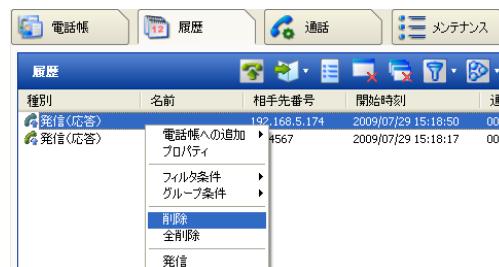 電話帳 12 履歴 通話 メンテナンス
履歴
種別 名前 相手先番号 開始時刻
発信(応答) 192.168.5.174 2009/07/29 15:18:50 00
発信(応答) 4567 2009/07/29 15:18:17 00
電話帳への追加
プロパティ
フィルタ条件
グループ条件
削除
全削除
発信